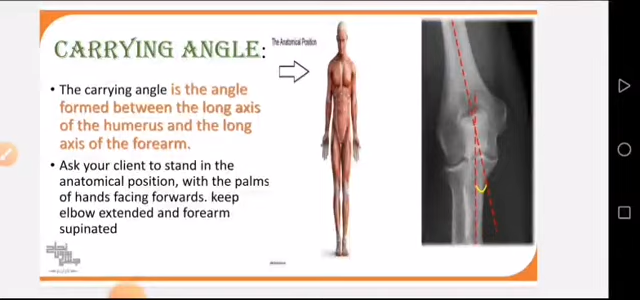 CARRYING ANGLE:
The Anatomical Position
• The carrying angle is the angle
formed between the long axis
of the humerus and the long
axis of the forearm.
• Ask your client to stand in the
anatomical position, with the palms
of hands facing forwards. keep
elbow extended and forearm
supinated